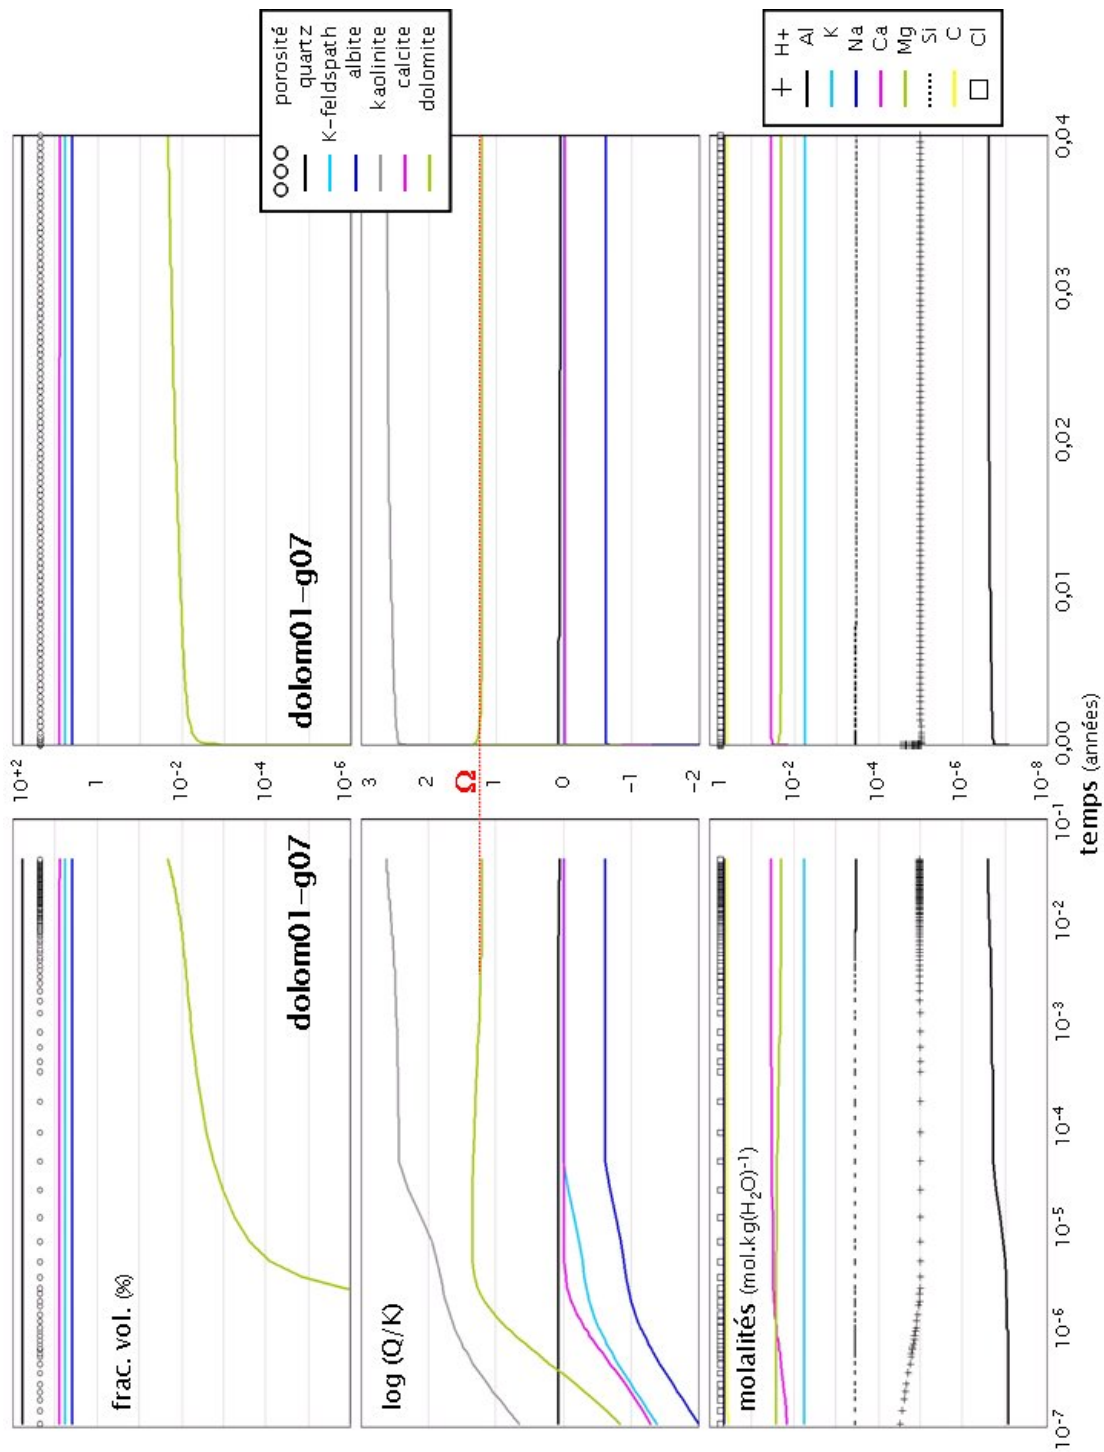 porosité
quartz
K-feldspath
albite
kaolinite
calcite
dolomite
H+
Al
K
Na
Ca
Mg
Si
C
Cl
frac. vol. (%)
dolom01-g07
dolom01-g07
10+2
1
10-2
10-4
10-6
log (Q/K)
3
2
Ω
1
0
-1
-2
molalités (mol.kg(H2O)-1)
1
10-2
10-4
10-6
10-8
10-7
10-6
10-5
10-4
10-3
10-2
10-1
0,00
0,01
0,02
0,03
0,04
temps (années)